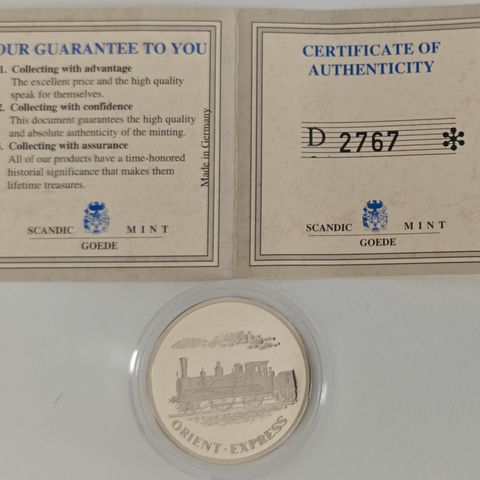 OUR GUARANTEE TO YOU
1. Collecting with advantage
The excellent price and the high quality
speak for themselves.
2. Collecting with confidence
This document guarantees the high quality
and absolute authenticity of the minting.
. Collecting with assurance
All of our products have a time-honored
historical significance that makes them
lifetime treasures.
Made in Germany
SCANDIC MINT
GOEDE
CERTIFICATE OF
AUTHENTICITY
D 2767 *
SCANDIC MINT
GOEDE
ORIENT-EXPRESS